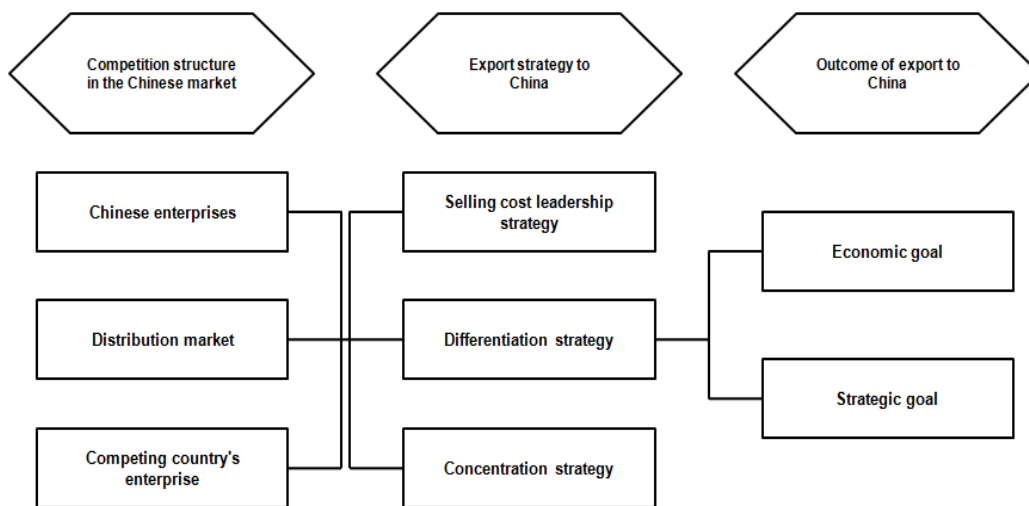 Competition structure
in the Chinese market
Export strategy to
China
Outcome of export to
China
Chinese enterprises
Selling cost leadership
strategy
Economic goal
Distribution market
Differentiation strategy
Strategic goal
Competing country's
enterprise
Concentration strategy